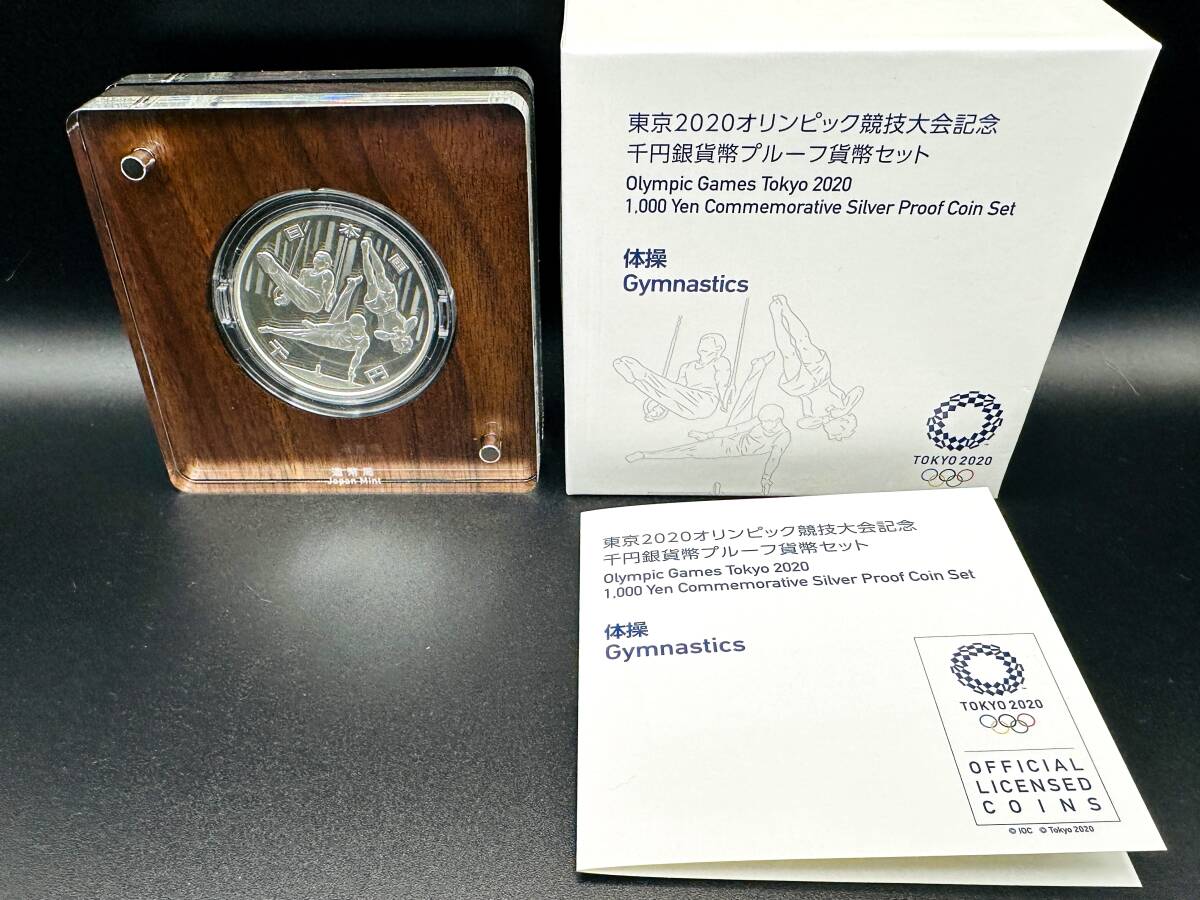 日本国
千円
造幣局
Japan Mint
東京2020オリンピック競技大会記念
千円銀貨幣プルーフ貨幣セット
Olympic Games Tokyo 2020
1,000 Yen Commemorative Silver Proof Coin Set
体操
Gymnastics
TOKYO 2020
東京2020オリンピック競技大会記念
千円銀貨幣プルーフ貨幣セット
Olympic Games Tokyo 2020
1,000 Yen Commemorative Silver Proof Coin Set
体操
Gymnastics
TOKYO 2020
OFFICIAL
LICENSED
COINS
© IOC © Tokyo 2020